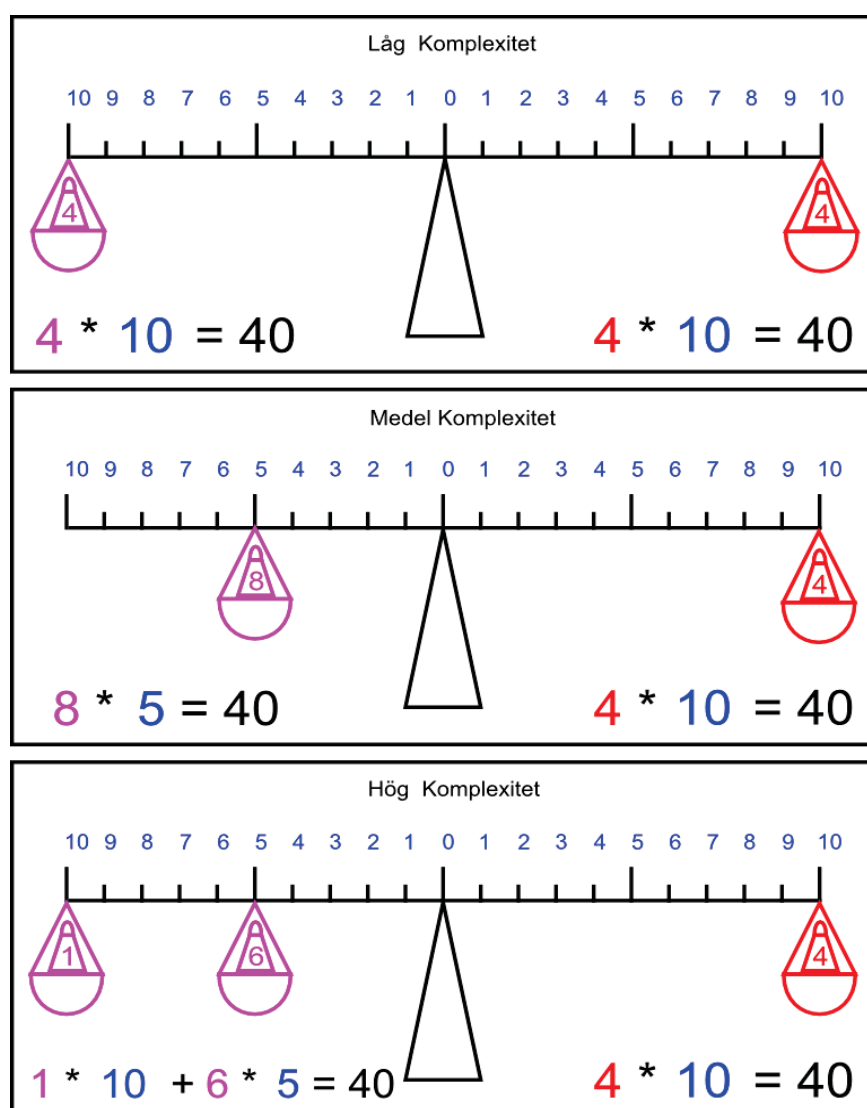 Låg Komplexitet
10 9 8 7 6 5 4 3 2 1 0 1 2 3 4 5 6 7 8 9 10
4 4
4 * 10 = 40 4 * 10 = 40
Medel Komplexitet
10 9 8 7 6 5 4 3 2 1 0 1 2 3 4 5 6 7 8 9 10
8 4
8 * 5 = 40 4 * 10 = 40
Hög Komplexitet
10 9 8 7 6 5 4 3 2 1 0 1 2 3 4 5 6 7 8 9 10
1 6 4
1 * 10 + 6 * 5 = 40 4 * 10 = 40